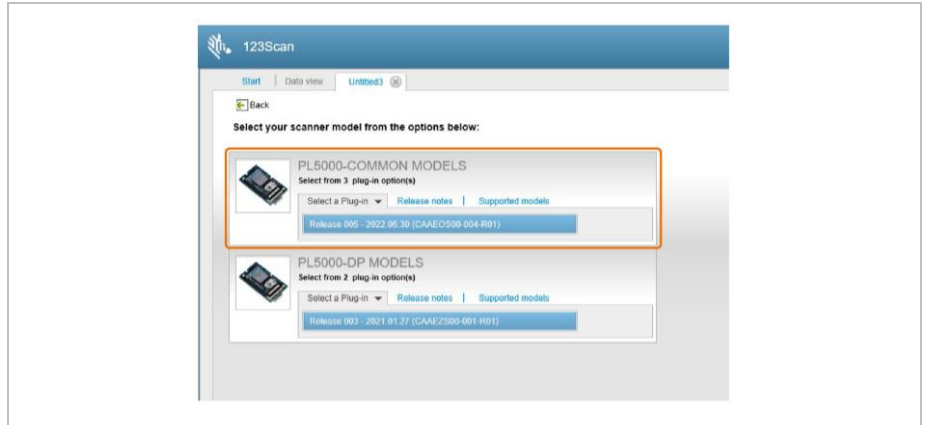 123Scan
Start | Data view Untitled3
Back
Select your scanner model from the options below:
PL5000-COMMON MODELS
Select from 3 plug-in option(s)
Select a Plug-in Release notes | Supported models
Release 005 - 2022.05.30 (CAAEOS00-004-R01)
PL5000-DP MODELS
Select from 2 plug-in option(s)
Select a Plug-in Release notes | Supported models
Release 003 - 2021.01.27 (CAAEZS00-001-R01)